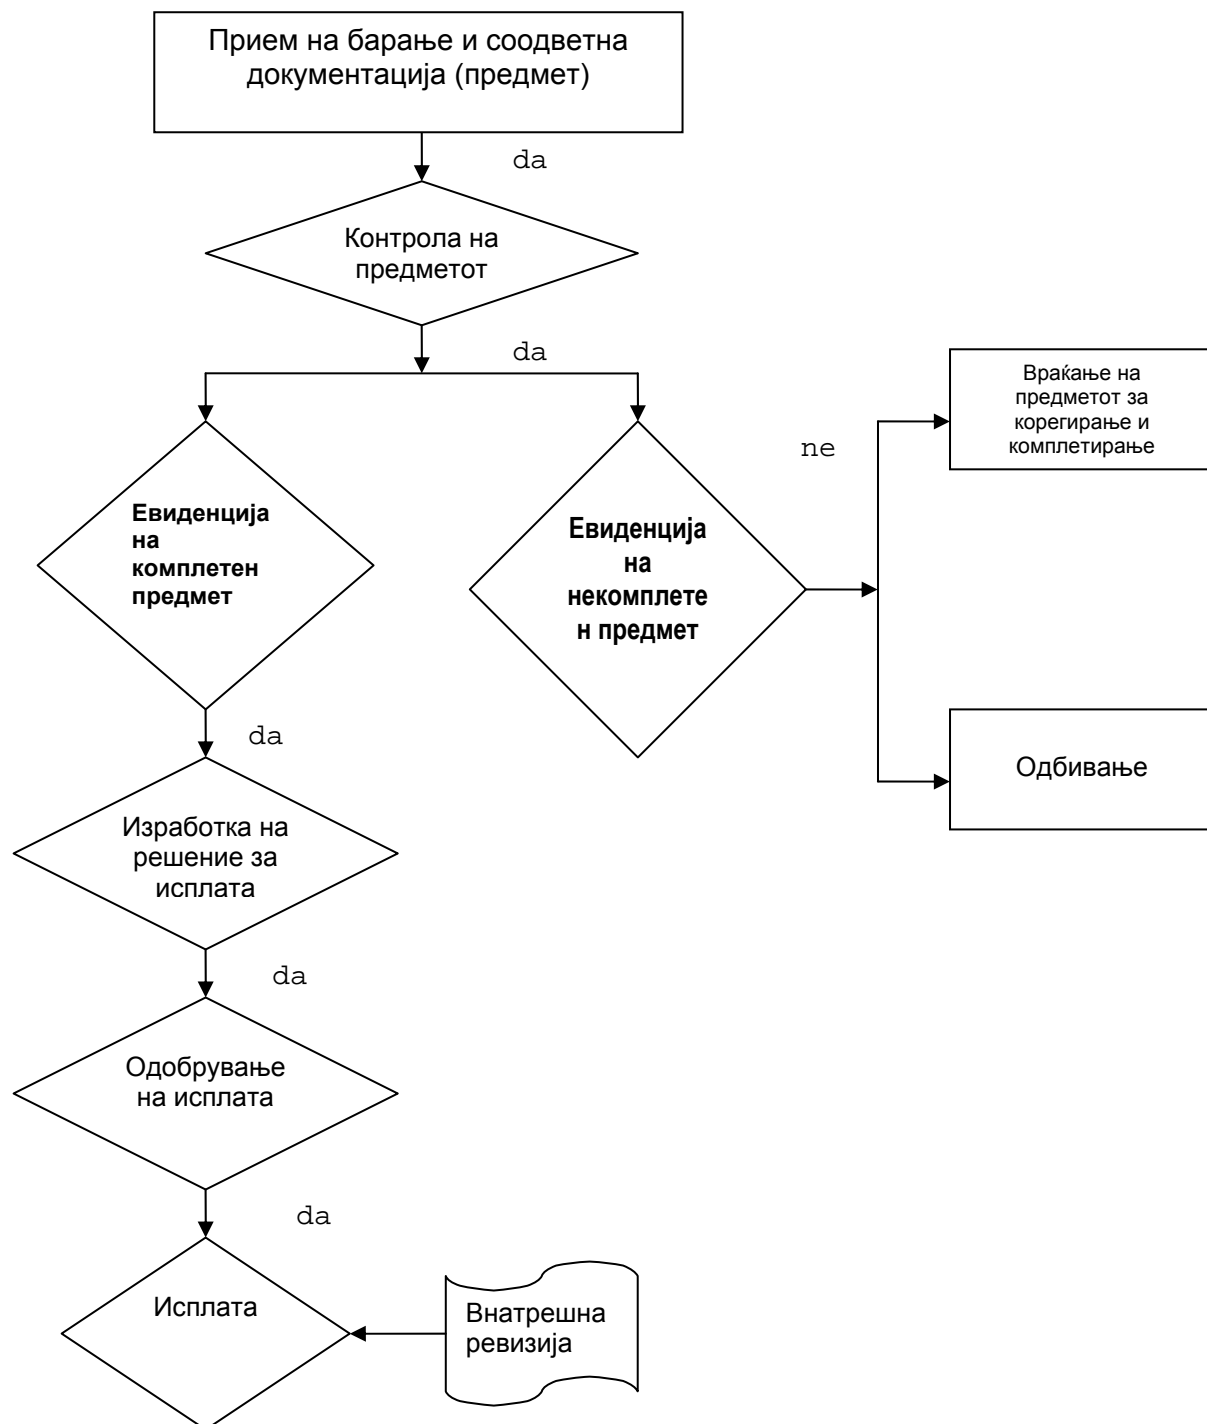 Прием на барање и соодветна
документација (предмет)
da
Контрола на
предметот
da
Враќање на
предметот за
корегирање и
комплетирање
ne
Евиденција
на
комплетен
предмет
Евиденција
на
некомплете
н предмет
da
Одбивање
Изработка на
решение за
исплата
da
Одобрување
на исплата
da
Исплата
Внатрешна
ревизија